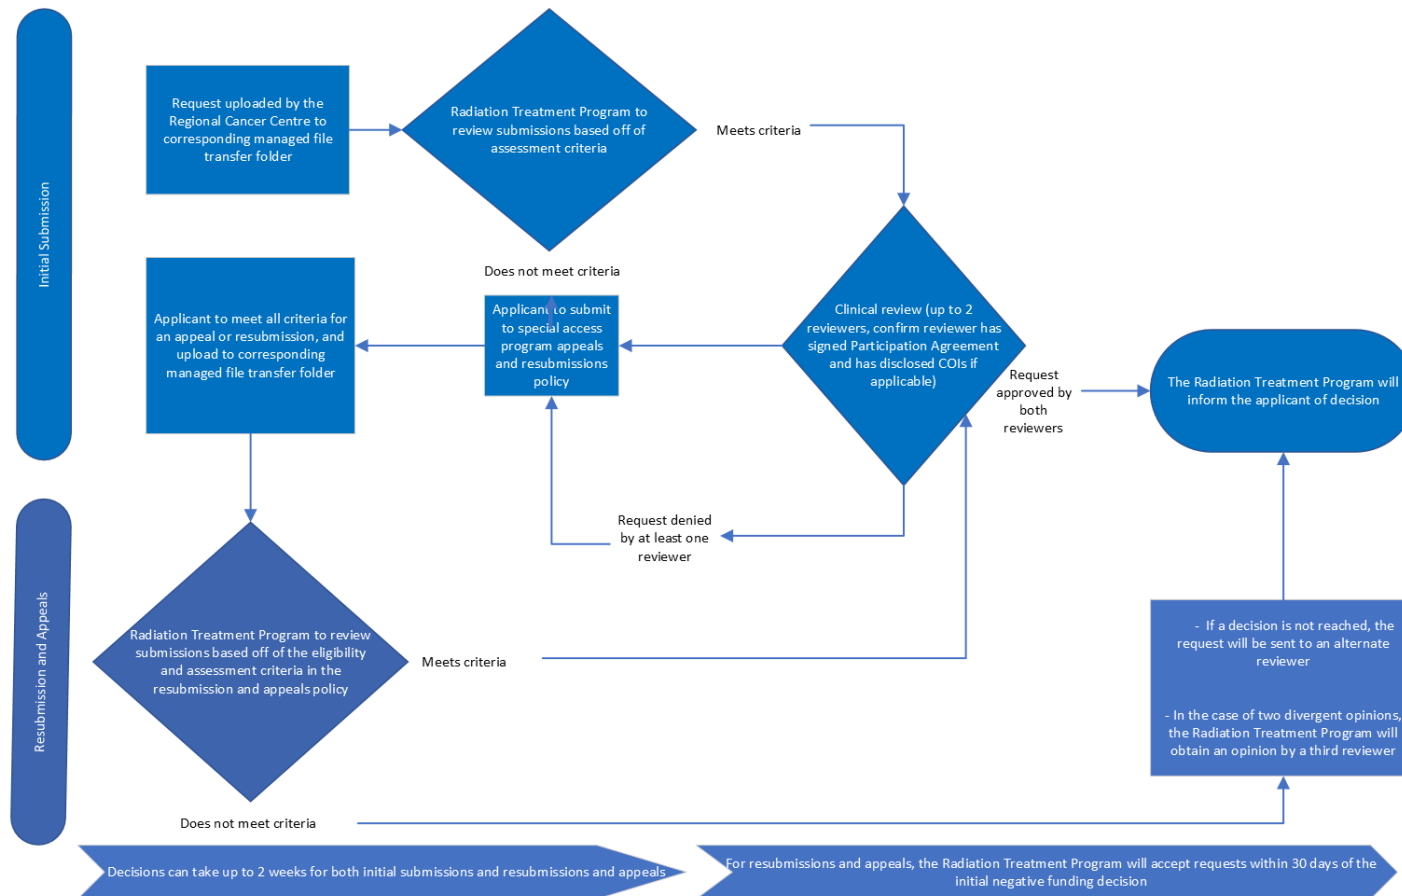 Initial Submission
Request uploaded by the
Regional Cancer Centre to
corresponding managed file
transfer folder
Radiation Treatment Program to
review submissions based off of
assessment criteria
Meets criteria
Does not meet criteria
Applicant to meet all criteria for
an appeal or resubmission, and
upload to corresponding
managed file transfer folder
Applicant to submit
to special access
program appeals
and resubmissions
policy
Clinical review (up to 2
reviewers, confirm reviewer has
signed Participation Agreement
and has disclosed COIs if
applicable)
Request
approved by
both
reviewers
The Radiation Treatment Program will
inform the applicant of decision
Request denied
by at least one
reviewer
Resubmission and Appeals
Radiation Treatment Program to review
submissions based off of the eligibility
and assessment criteria in the
resubmission and appeals policy
Meets criteria
- If a decision is not reached, the
request will be sent to an alternate
reviewer
- In the case of two divergent opinions,
the Radiation Treatment Program will
obtain an opinion by a third reviewer
Does not meet criteria
Decisions can take up to 2 weeks for both initial submissions and resubmissions and appeals
For resubmissions and appeals, the Radiation Treatment Program will accept requests within 30 days of the
initial negative funding decision